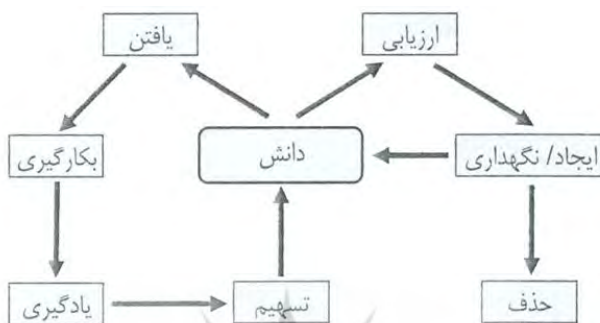 ارزیابی
یافتن
ایجاد/ نگهداری
دانش
بکارگیری
حذف
تسهیم
یادگیری